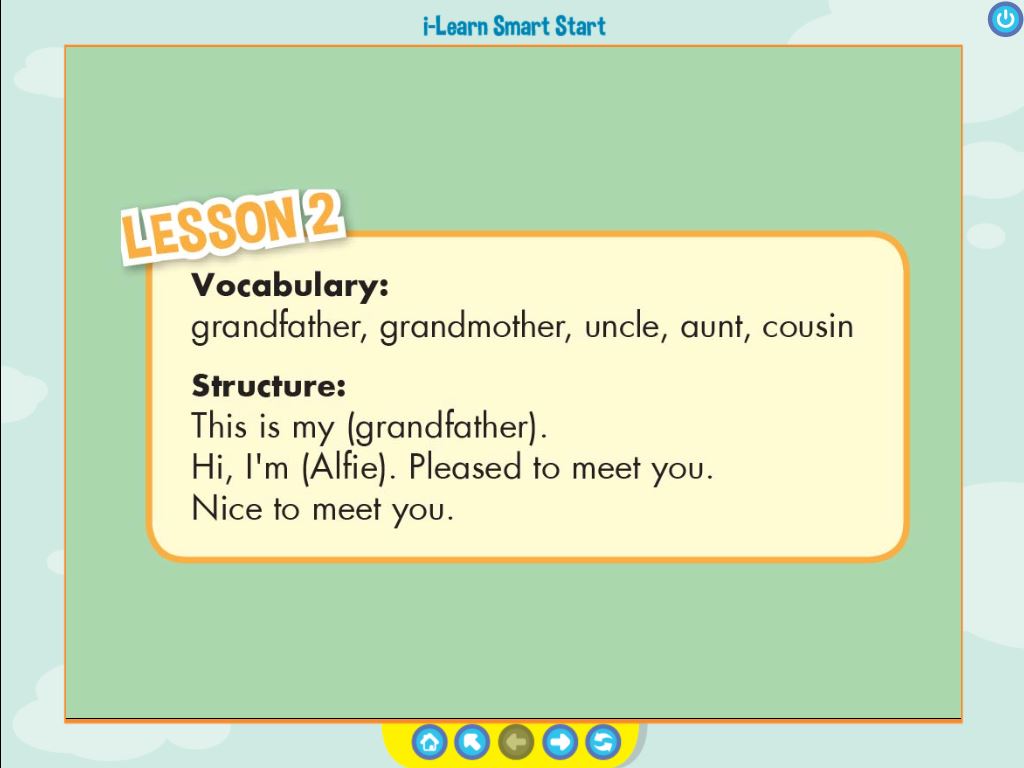 i-Learn Smart Start
LESSON 2
Vocabulary:
grandfather, grandmother, uncle, aunt, cousin
Structure:
This is my (grandfather).
Hi, I'm (Alfie). Pleased to meet you.
Nice to meet you.